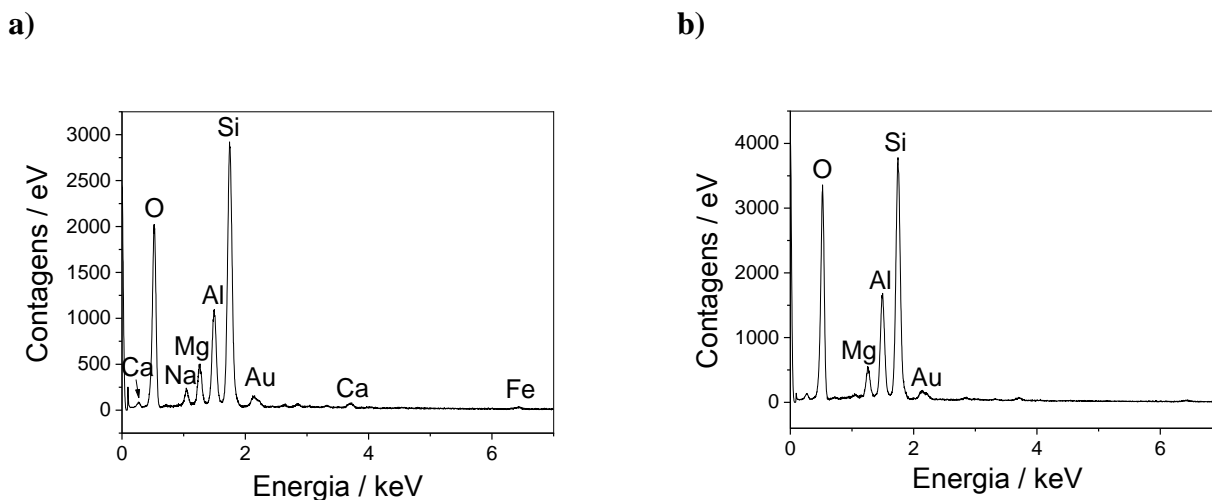 a)
3000
2500
2000
1500
1000
500
0
Contagens / eV
Ca
O
Na
Mg
Al
Si
Au
Ca
Fe
0 2 4 6
Energia / keV
b)
4000
3000
2000
1000
0
Contagens / eV
O
Mg
Al
Si
Au
0 2 4 6
Energia / keV